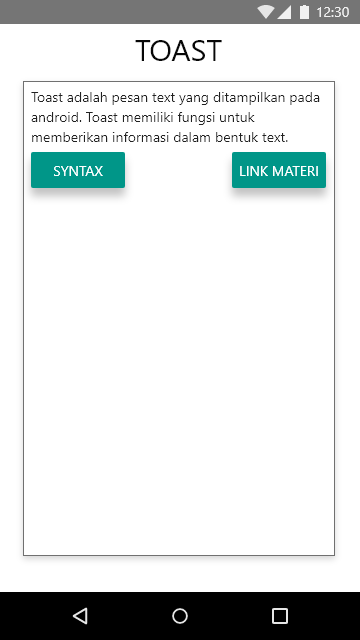 12:30
TOAST
Toast adalah pesan text yang ditampilkan pada
android. Toast memiliki fungsi untuk
memberikan informasi dalam bentuk text.
SYNTAX
LINK MATERI